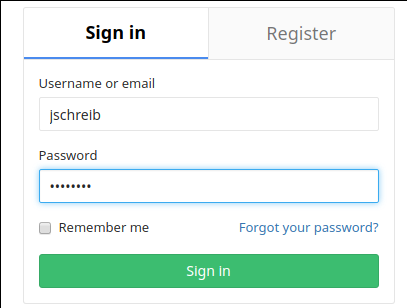 Sign in Register
Username or email
jschreib
Password
••••••••
Remember me Forgot your password?
Sign in